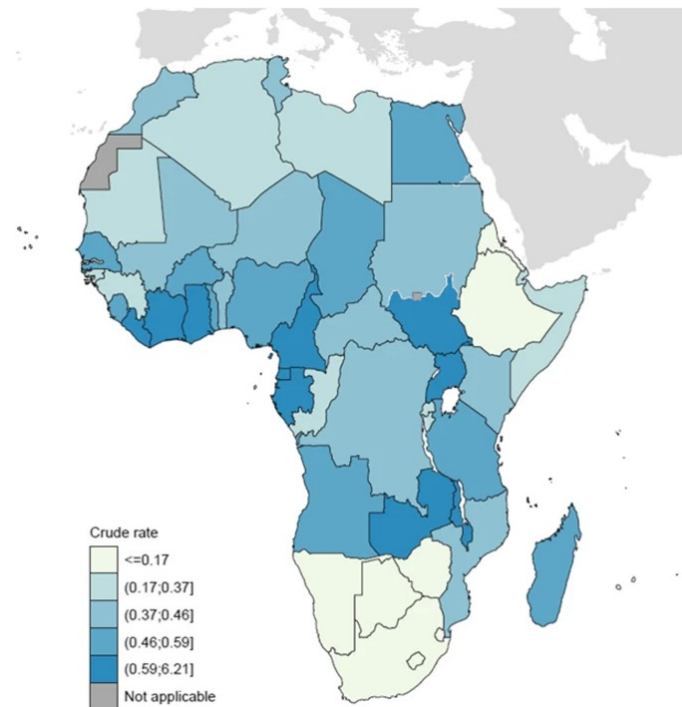 Crude rate
<=0.17
(0.17;0.37]
(0.37;0.46]
(0.46;0.59]
(0.59;6.21]
Not applicable